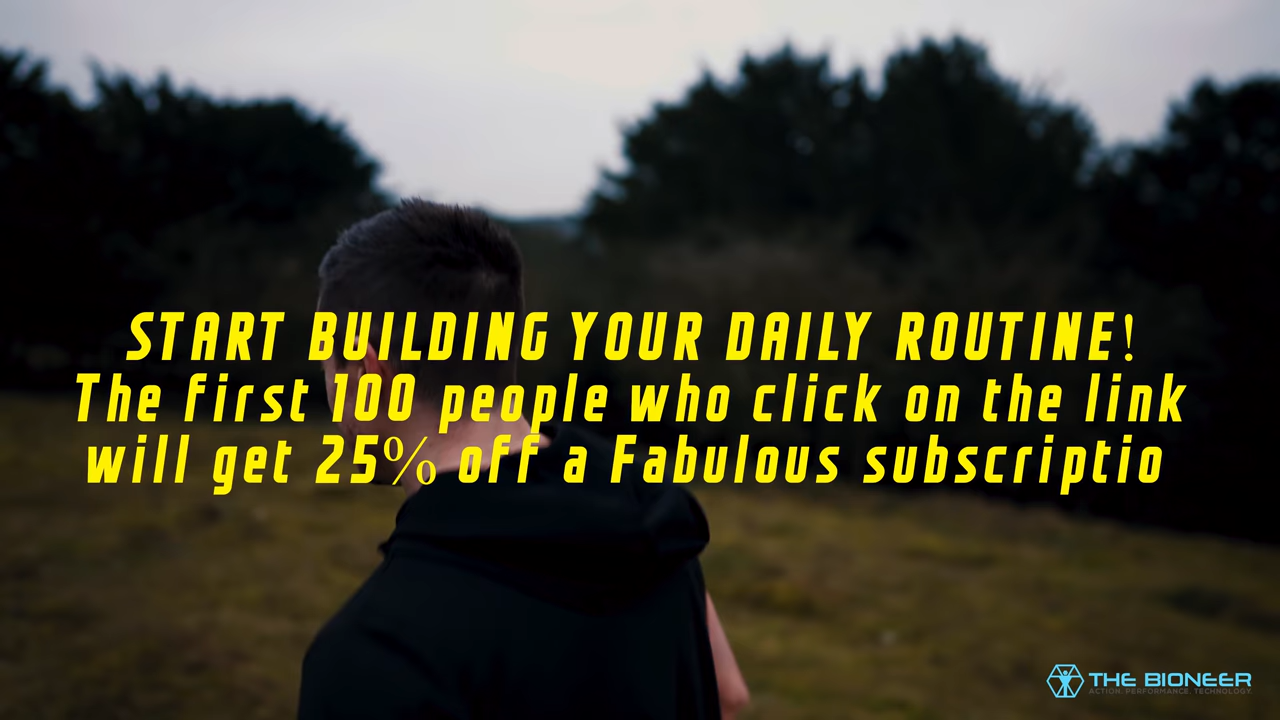 START BUILDING YOUR DAILY ROUTINE!
The first 100 people who click on the link
will get 25% off a Fabulous subscriptio
THE BIONEER
ACTION. PERFORMANCE. TECHNOLOGY.